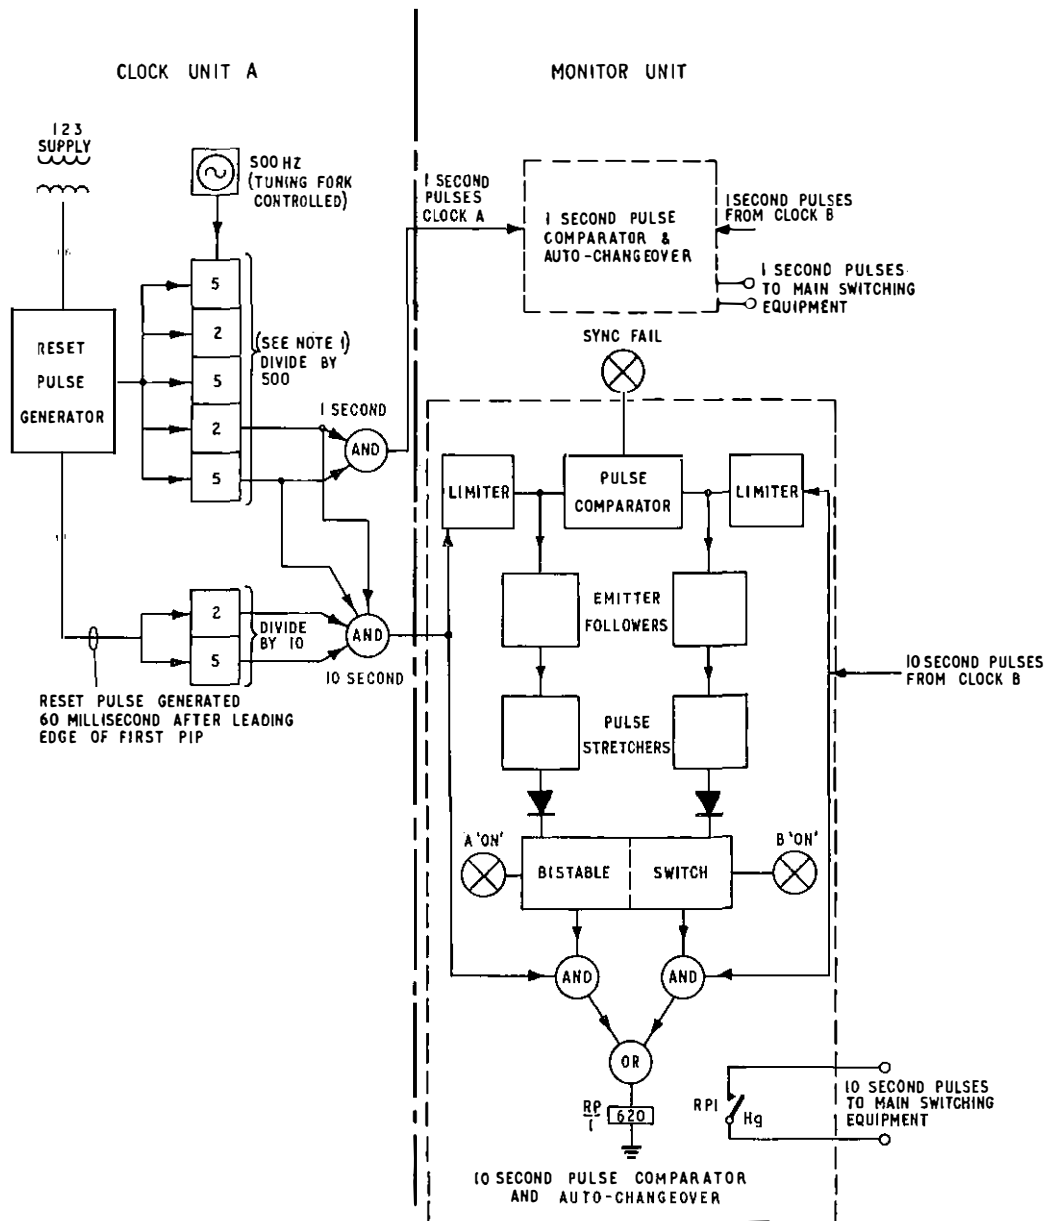 CLOCK UNIT A
MONITOR UNIT
123
SUPPLY
500 HZ
(TUNING FORK
CONTROLLED)
1 SECOND
PULSES
CLOCK A
1 SECOND PULSE
COMPARATOR &
AUTO-CHANGEOVER
1 SECOND PULSES
FROM CLOCK B
1 SECOND PULSES
TO MAIN SWITCHING
EQUIPMENT
RESET
PULSE
GENERATOR
5
2
5
2
5
(SEE NOTE 1)
DIVIDE BY
500
1 SECOND
AND
SYNC FAIL
LIMITER
PULSE
COMPARATOR
LIMITER
EMITTER
FOLLOWERS
2
5
DIVIDE
BY 10
AND
10 SECOND
RESET PULSE GENERATED
60 MILLISECOND AFTER LEADING
EDGE OF FIRST PIP
10 SECOND PULSES
FROM CLOCK B
PULSE
STRETCHERS
A 'ON'
BISTABLE
SWITCH
B 'ON'
AND
AND
OR
RP
1
620
RP1
Hg
10 SECOND PULSES
TO MAIN SWITCHING
EQUIPMENT
10 SECOND PULSE COMPARATOR
AND AUTO-CHANGEOVER